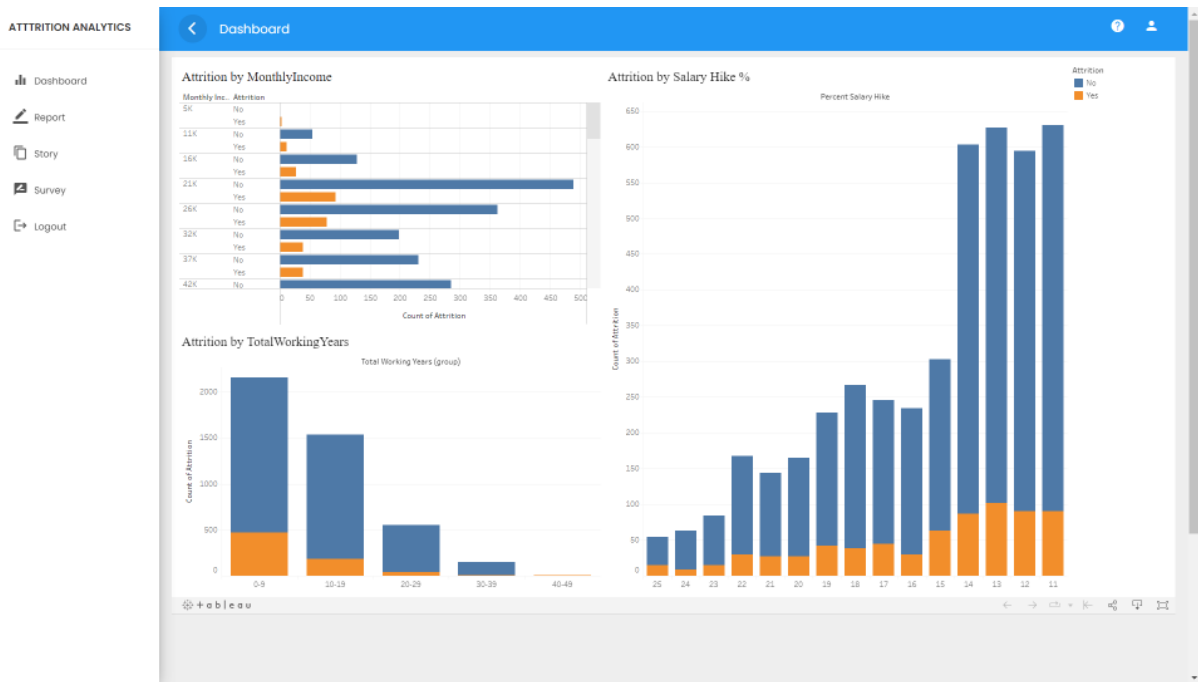 ATTTRITION ANALYTICS
Dashboard
Report
Story
Survey
Logout
Dashboard
Attrition by MonthlyIncome
Monthly Inc.. Attrition
5K No
Yes
11K No
Yes
16K No
Yes
21K No
Yes
26K No
Yes
32K No
Yes
37K No
Yes
42K No
0 50 100 150 200 250 300 350 400 450 500
Count of Attrition
Attrition by TotalWorkingYears
Total Working Years (group)
Count of Attrition
2000
1500
1000
500
0
0-9 10-19 20-29 30-39 40-49
Attrition by Salary Hike %
Percent Salary Hike
Count of Attrition
650
600
550
500
450
400
350
300
250
200
150
100
50
0
25 24 23 22 21 20 19 18 17 16 15 14 13 12 11
Attrition
No
Yes
+ a b l e a u